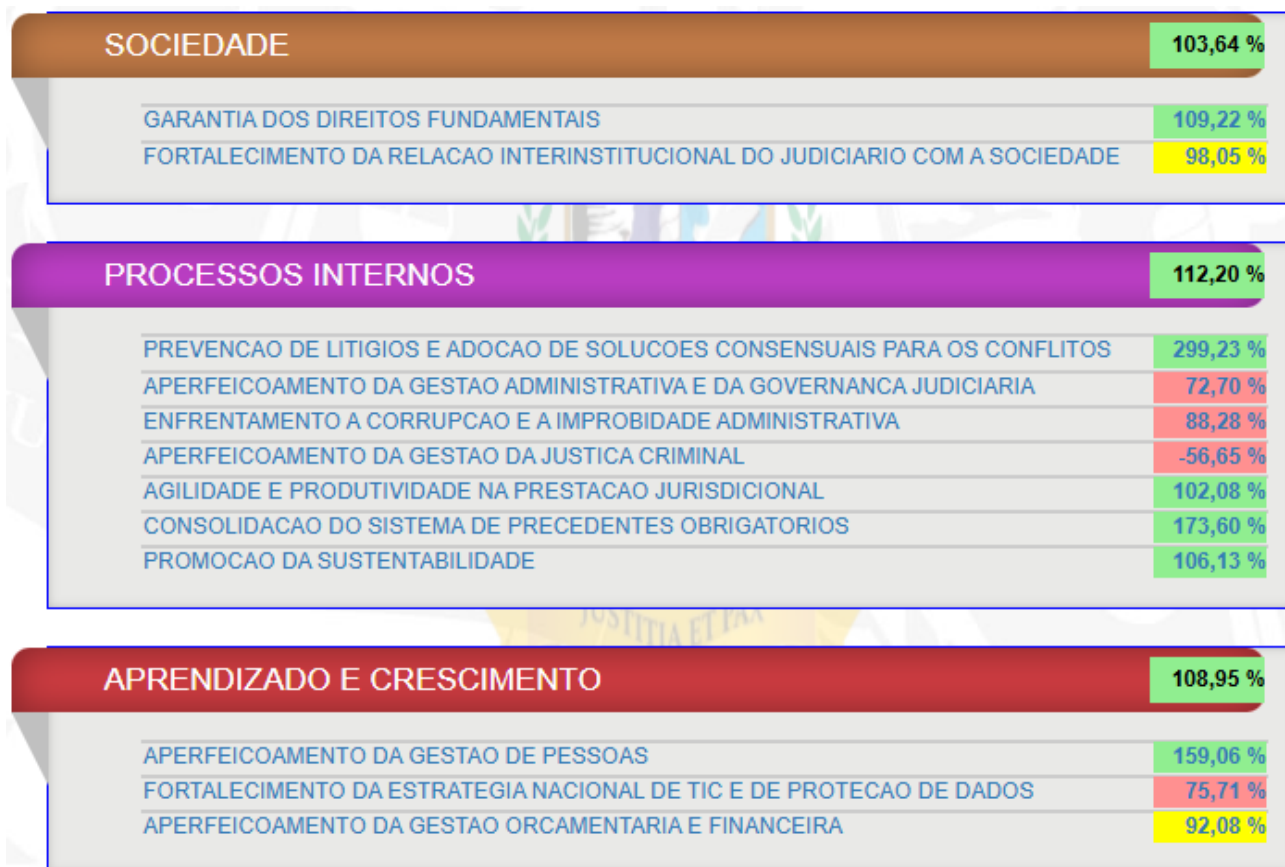 SOCIEDADE 103,64 %
GARANTIA DOS DIREITOS FUNDAMENTAIS 109,22 %
FORTALECIMENTO DA RELACAO INTERINSTITUCIONAL DO JUDICIARIO COM A SOCIEDADE 98,05 %
PROCESSOS INTERNOS 112,20 %
PREVENCAO DE LITIGIOS E ADOCAO DE SOLUCOES CONSENSUAIS PARA OS CONFLITOS 299,23 %
APERFEICOAMENTO DA GESTAO ADMINISTRATIVA E DA GOVERNANCA JUDICIARIA 72,70 %
ENFRENTAMENTO A CORRUPCAO E A IMPROBIDADE ADMINISTRATIVA 88,28 %
APERFEICOAMENTO DA GESTAO DA JUSTICA CRIMINAL -56,65 %
AGILIDADE E PRODUTIVIDADE NA PRESTACAO JURISDICIONAL 102,08 %
CONSOLIDACAO DO SISTEMA DE PRECEDENTES OBRIGATORIOS 173,60 %
PROMOCAO DA SUSTENTABILIDADE 106,13 %
JUSTITIA ET PAX
APRENDIZADO E CRESCIMENTO 108,95 %
APERFEICOAMENTO DA GESTAO DE PESSOAS 159,06 %
FORTALECIMENTO DA ESTRATEGIA NACIONAL DE TIC E DE PROTECAO DE DADOS 75,71 %
APERFEICOAMENTO DA GESTAO ORCAMENTARIA E FINANCEIRA 92,08 %